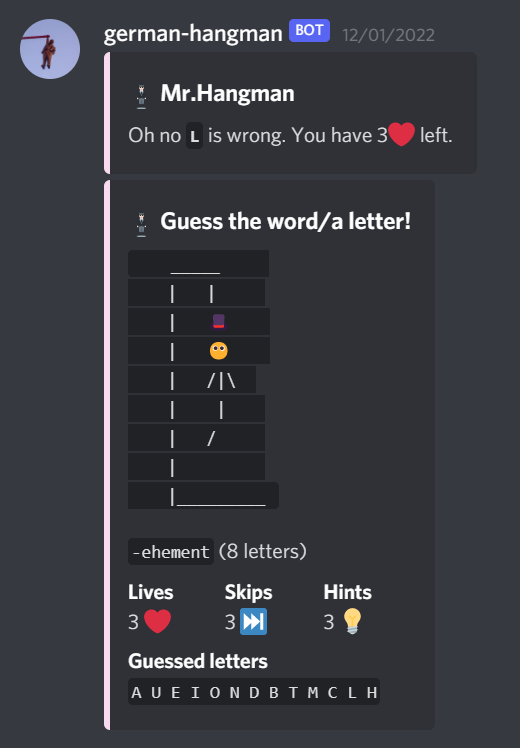 german-hangman BOT 12/01/2022
Mr.Hangman
Oh no L is wrong. You have 3❤️ left.
Guess the word/a letter!
_____
|   |
|   🎩
|   😶
|   /|\
|    |
|   /
|
|_________
-ehement (8 letters)
Lives Skips Hints
3 ❤️ 3 ⏭️ 3 💡
Guessed letters
A U E I O N D B T M C L H